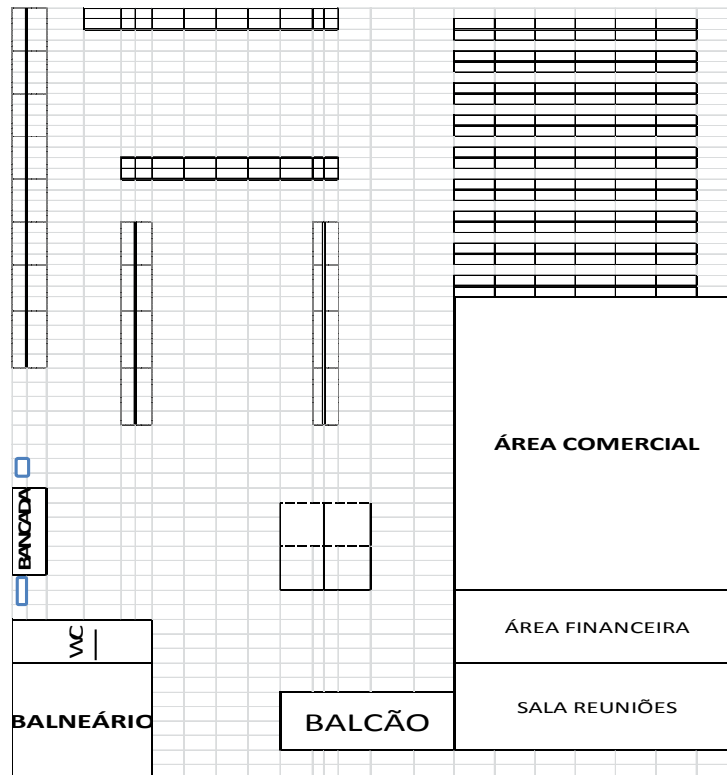 ÁREA COMERCIAL
BANCADA
ÁREA FINANCEIRA
WC
SALA REUNIÕES
BALNEÁRIO
BALCÃO